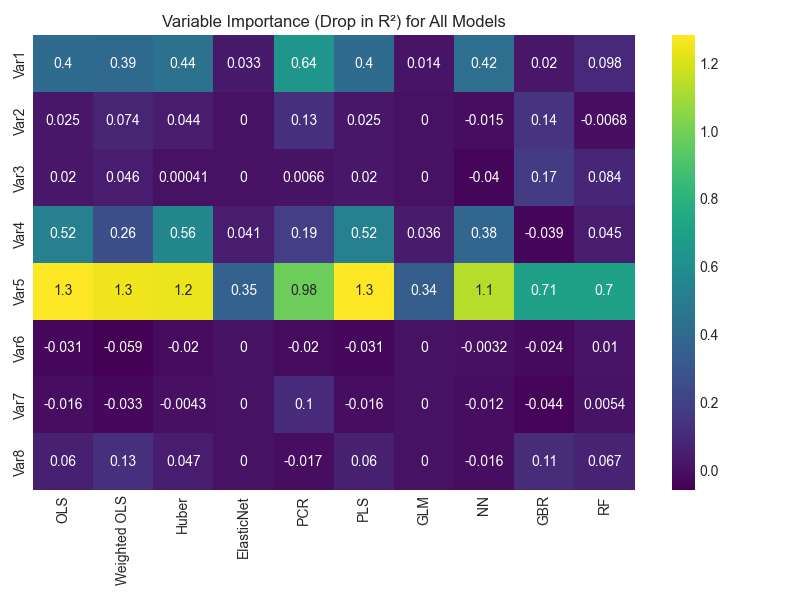 Variable Importance (Drop in R²) for All Models
Var1 0.4 0.39 0.44 0.033 0.64 0.4 0.014 0.42 0.02 0.098
Var2 0.025 0.074 0.044 0 0.13 0.025 0 -0.015 0.14 -0.0068
Var3 0.02 0.046 0.00041 0 0.0066 0.02 0 -0.04 0.17 0.084
Var4 0.52 0.26 0.56 0.041 0.19 0.52 0.036 0.38 -0.039 0.045
Var5 1.3 1.3 1.2 0.35 0.98 1.3 0.34 1.1 0.71 0.7
Var6 -0.031 -0.059 -0.02 0 -0.02 -0.031 0 -0.0032 -0.024 0.01
Var7 -0.016 -0.033 -0.0043 0 0.1 -0.016 0 -0.012 -0.044 0.0054
Var8 0.06 0.13 0.047 0 -0.017 0.06 0 -0.016 0.11 0.067
OLS Weighted OLS Huber ElasticNet PCR PLS GLM NN GBR RF
1.2
1.0
0.8
0.6
0.4
0.2
0.0